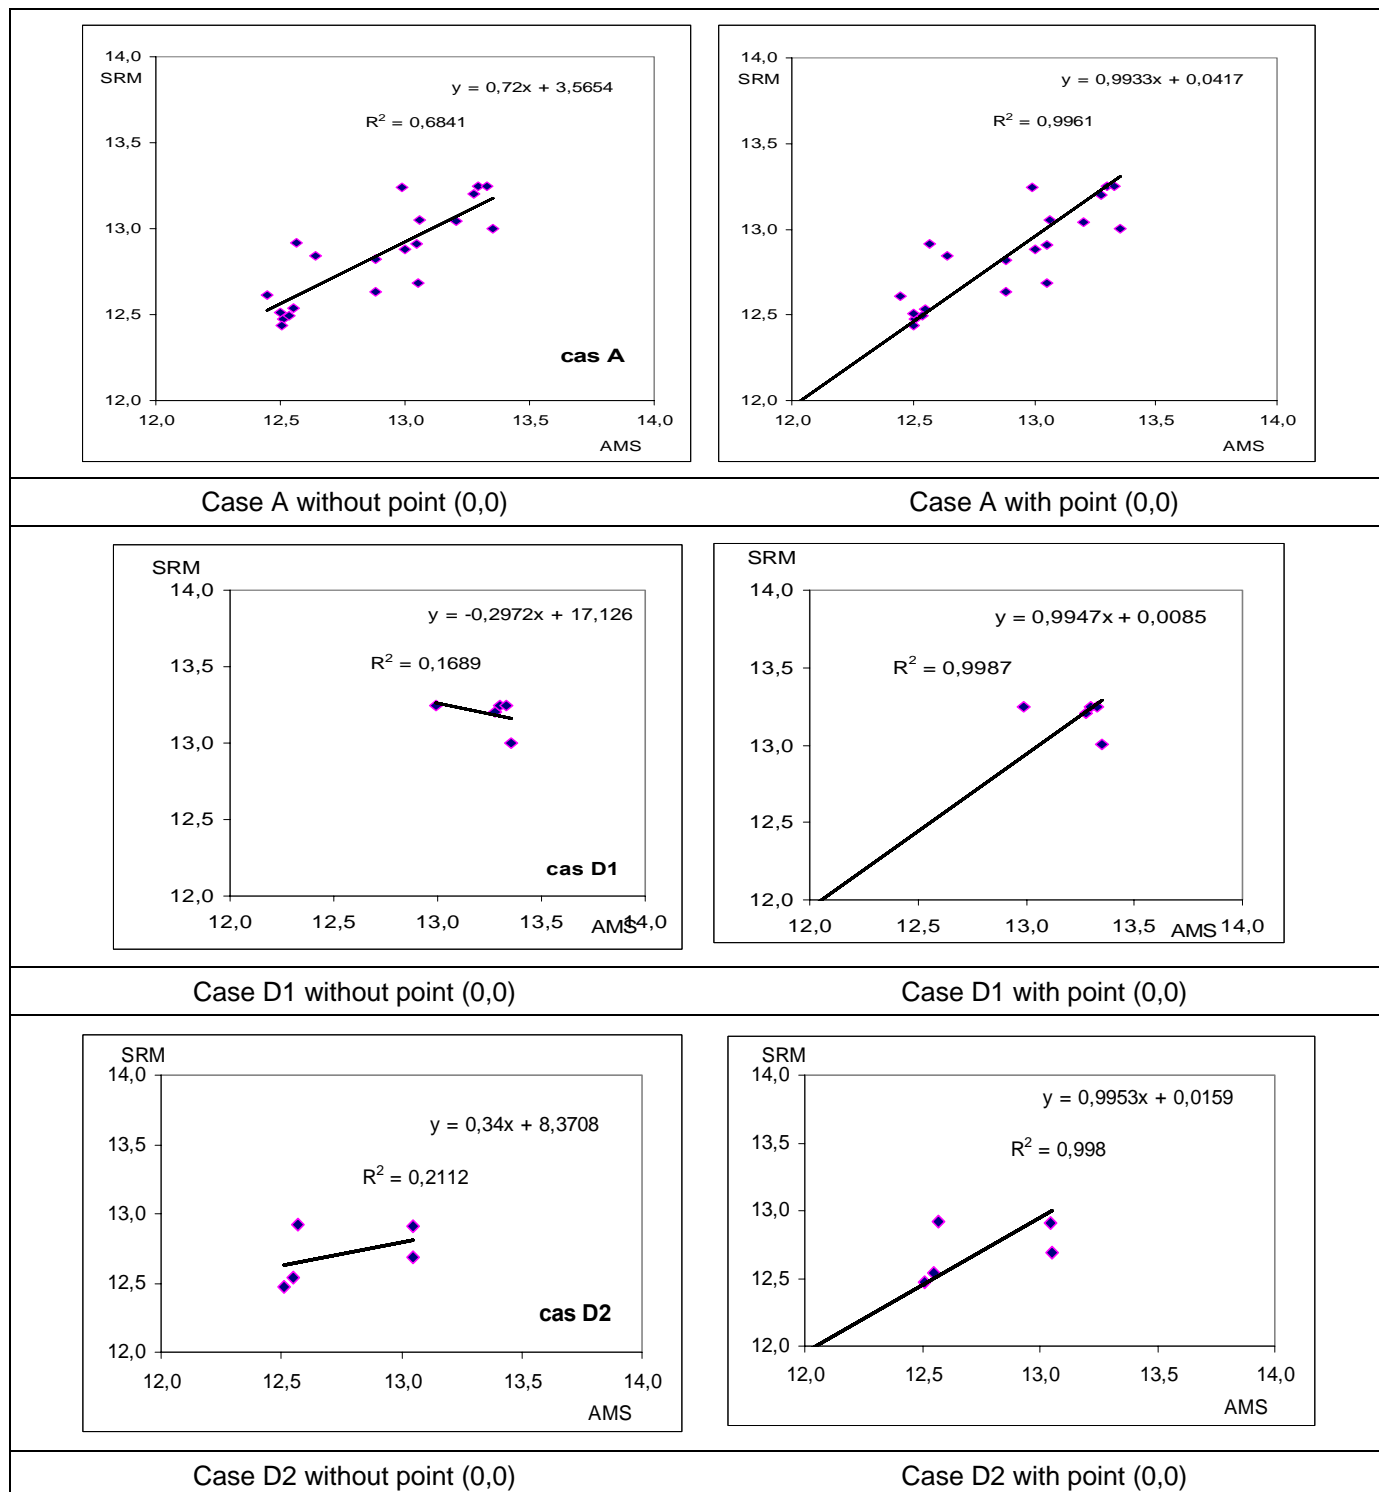 14,0
SRM
y = 0,72x + 3,5654
R² = 0,6841
13,5
13,0
12,5
cas A
12,0
12,0 12,5 13,0 13,5 14,0
AMS
14,0
SRM
y = 0,9933x + 0,0417
R² = 0,9961
13,5
13,0
12,5
12,0
12,0 12,5 13,0 13,5 14,0
AMS
Case A without point (0,0)
Case A with point (0,0)
SRM
14,0
y = -0,2972x + 17,126
13,5
R² = 0,1689
13,0
12,5
cas D1
12,0
12,0 12,5 13,0 13,5 AMS 14,0
SRM
14,0
y = 0,9947x + 0,0085
13,5
R² = 0,9987
13,0
12,5
12,0
12,0 12,5 13,0 13,5 AMS 14,0
Case D1 without point (0,0)
Case D1 with point (0,0)
SRM
14,0
y = 0,34x + 8,3708
13,5
R² = 0,2112
13,0
12,5
cas D2
12,0
12,0 12,5 13,0 13,5 14,0
AMS
SRM
14,0
y = 0,9953x + 0,0159
13,5
R² = 0,998
13,0
12,5
12,0
12,0 12,5 13,0 13,5 14,0
AMS
Case D2 without point (0,0)
Case D2 with point (0,0)